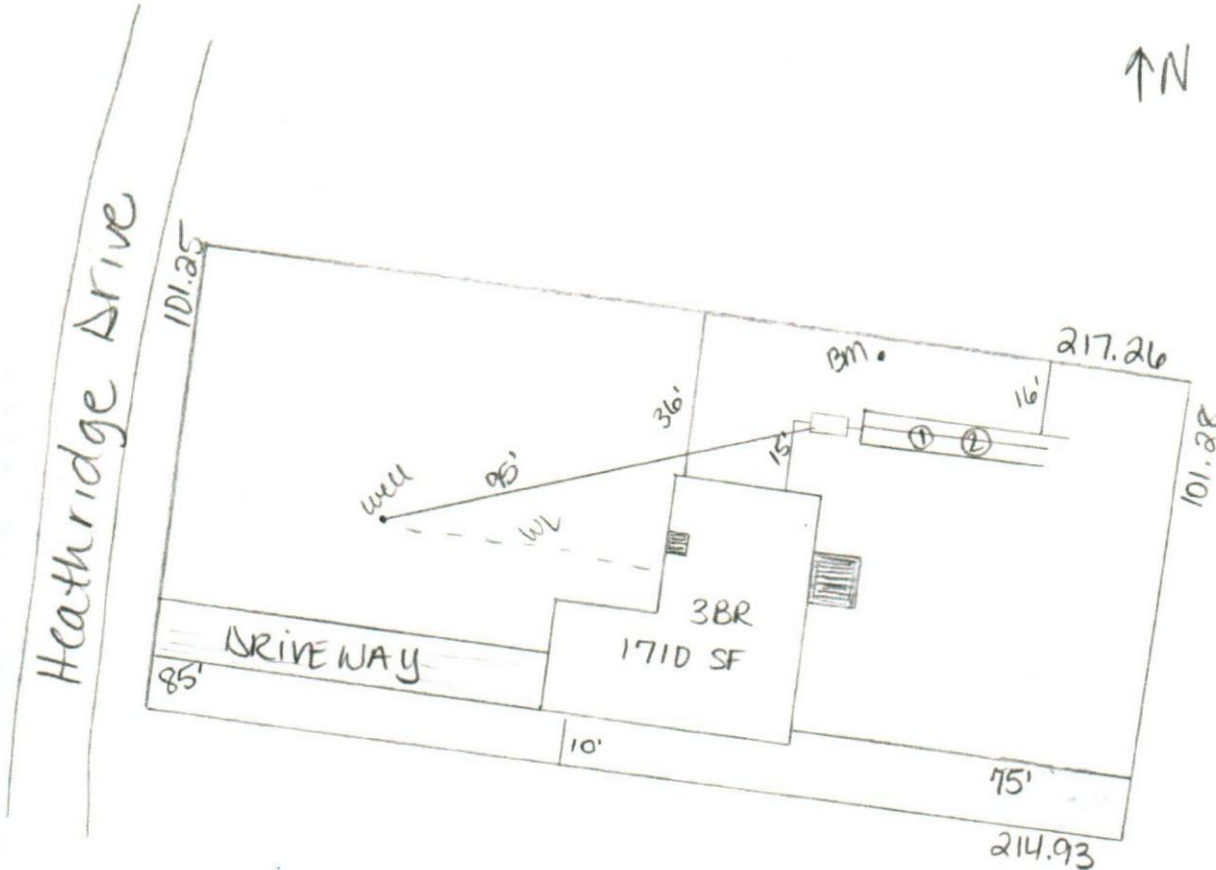 ↑N
Heathridge Drive
101.25
217.26
BM.
16'
36'
15'
① ②
101.28
95'
well
WL
3BR
1710 SF
DRIVEWAY
85'
10'
75'
214.93